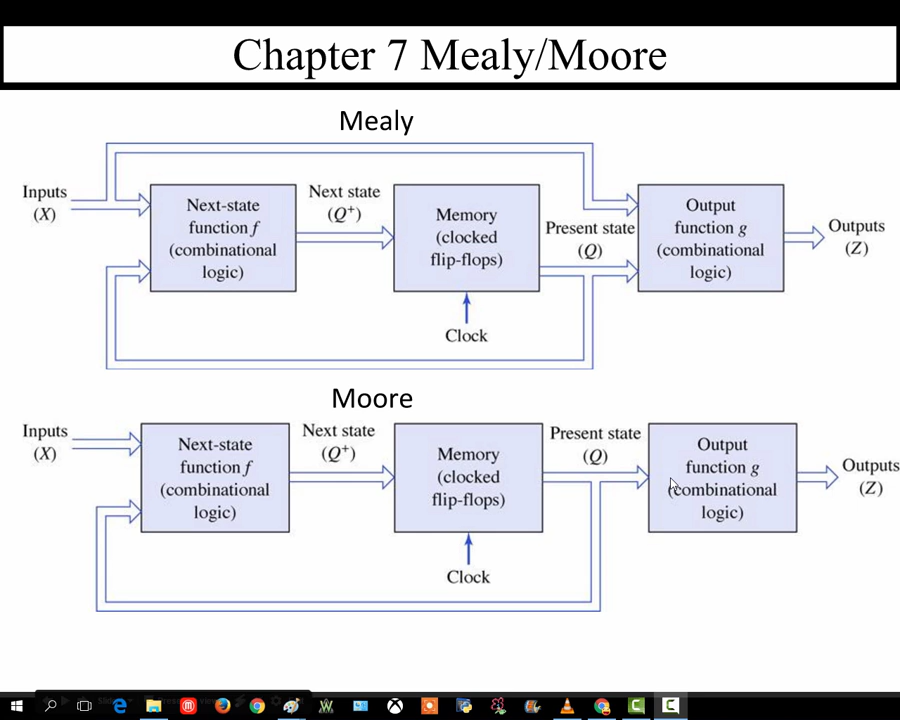 Chapter 7 Mealy/Moore
Mealy
Inputs
(X)
Next-state
function f
(combinational
logic)
Next state
(Q⁺)
Memory
(clocked
flip-flops)
Clock
Present state
(Q)
Output
function g
(combinational
logic)
Outputs
(Z)
Moore
Inputs
(X)
Next-state
function f
(combinational
logic)
Next state
(Q⁺)
Memory
(clocked
flip-flops)
Clock
Present state
(Q)
Output
function g
(combinational
logic)
Outputs
(Z)